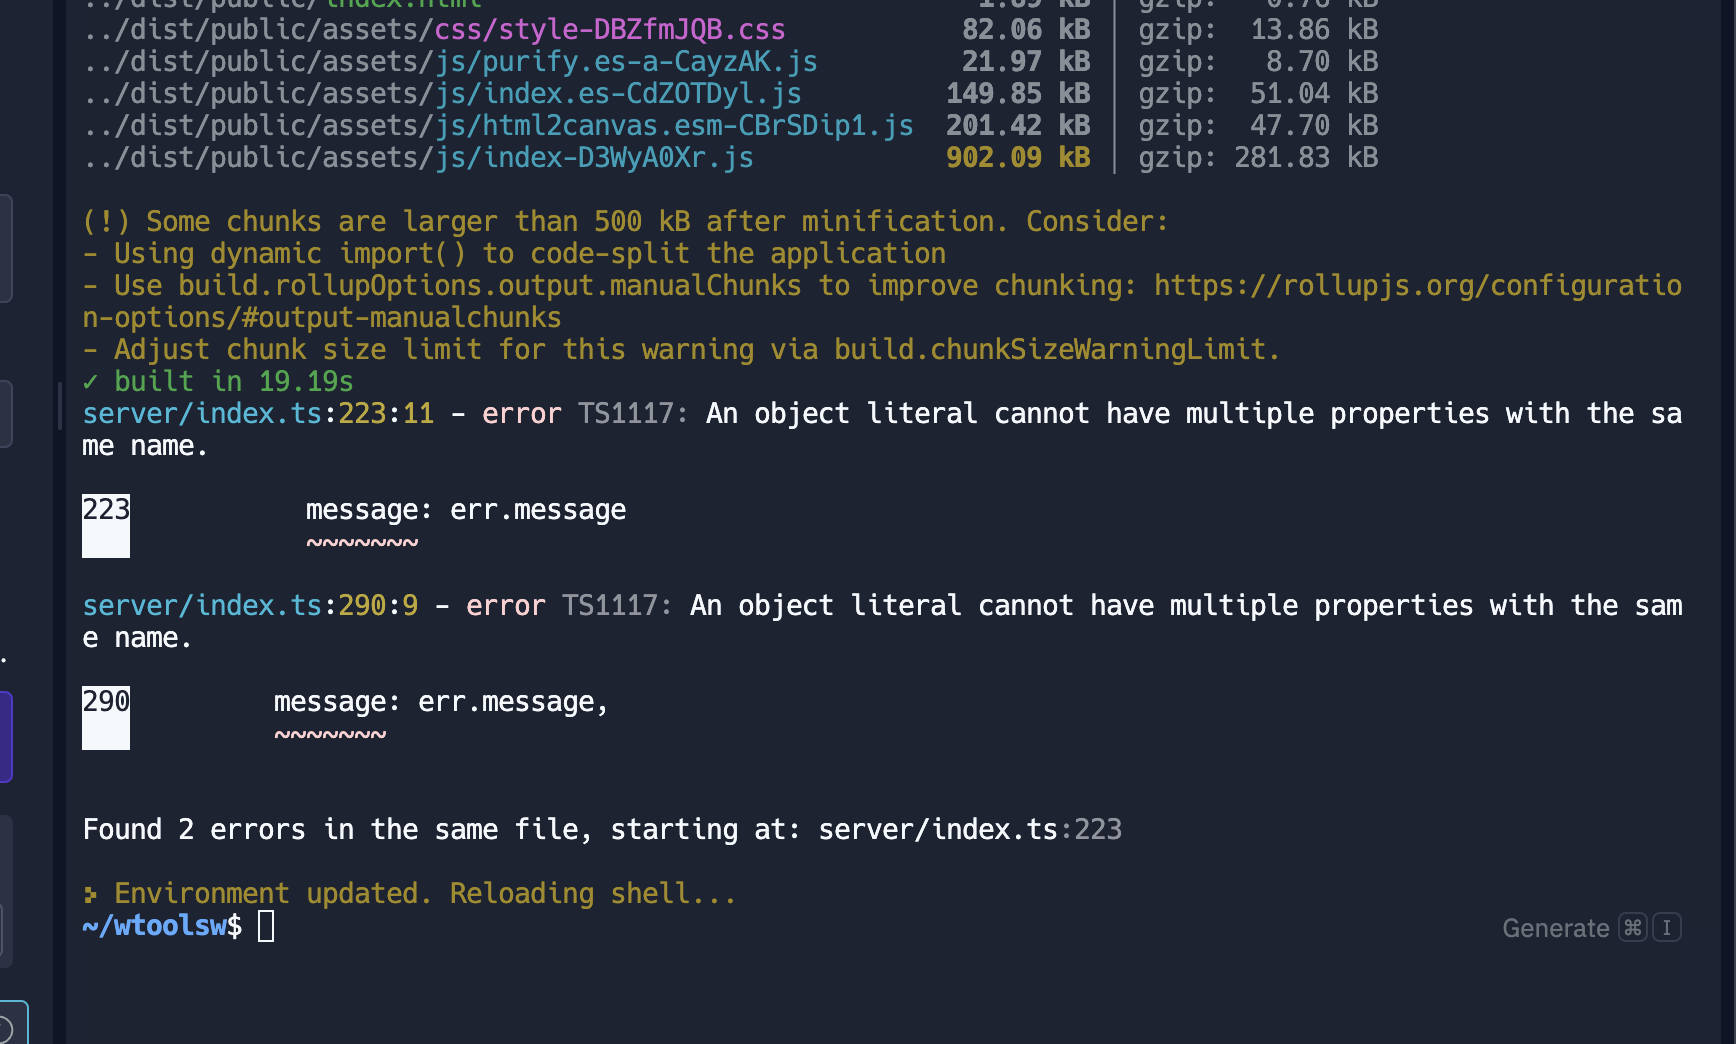 ../dist/public/index.html 1.89 kB │ gzip: 0.76 kB
../dist/public/assets/css/style-DBZfmJQB.css 82.06 kB │ gzip: 13.86 kB
../dist/public/assets/js/purify.es-a-CayzAK.js 21.97 kB │ gzip: 8.70 kB
../dist/public/assets/js/index.es-CdZOTDyl.js 149.85 kB │ gzip: 51.04 kB
../dist/public/assets/js/html2canvas.esm-CBrSDip1.js 201.42 kB │ gzip: 47.70 kB
../dist/public/assets/js/index-D3WyA0Xr.js 902.09 kB │ gzip: 281.83 kB
(!) Some chunks are larger than 500 kB after minification. Consider:
- Using dynamic import() to code-split the application
- Use build.rollupOptions.output.manualChunks to improve chunking: https://rollupjs.org/configuratio
n-options/#output-manualchunks
- Adjust chunk size limit for this warning via build.chunkSizeWarningLimit.
✓ built in 19.19s
server/index.ts:223:11 - error TS1117: An object literal cannot have multiple properties with the sa
me name.
223 message: err.message
~~~~~~~
server/index.ts:290:9 - error TS1117: An object literal cannot have multiple properties with the sam
e name.
290 message: err.message,
~~~~~~~
Found 2 errors in the same file, starting at: server/index.ts:223
Environment updated. Reloading shell...
~/wtoolsw$
Generate ⌘ I